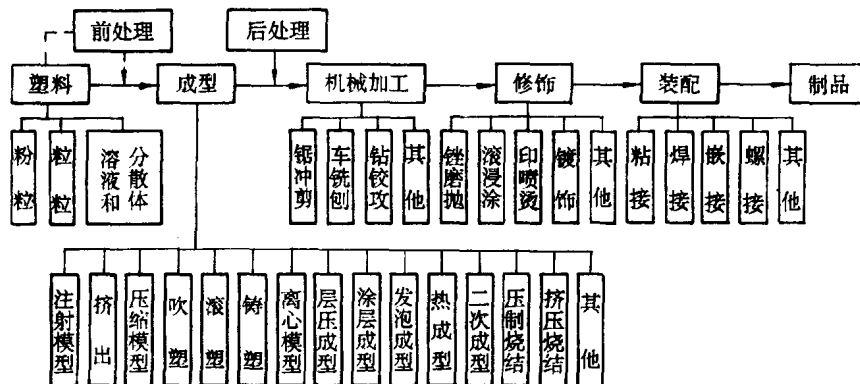 前处理
后处理
塑料
成型
机械加工
修饰
装配
制品
粉粒
粒粒
溶液和
分散体
锯冲剪
车铣刨
钻铰攻
其他
锉磨抛
滚浸涂
印喷烫
镀饰
其他
粘接
焊接
嵌接
螺接
其他
注射模型
挤出
压缩模型
吹塑
滚塑
铸塑
离心模型
层压成型
涂层成型
发泡成型
热成型
二次成型
压制烧结
挤压烧结
其他